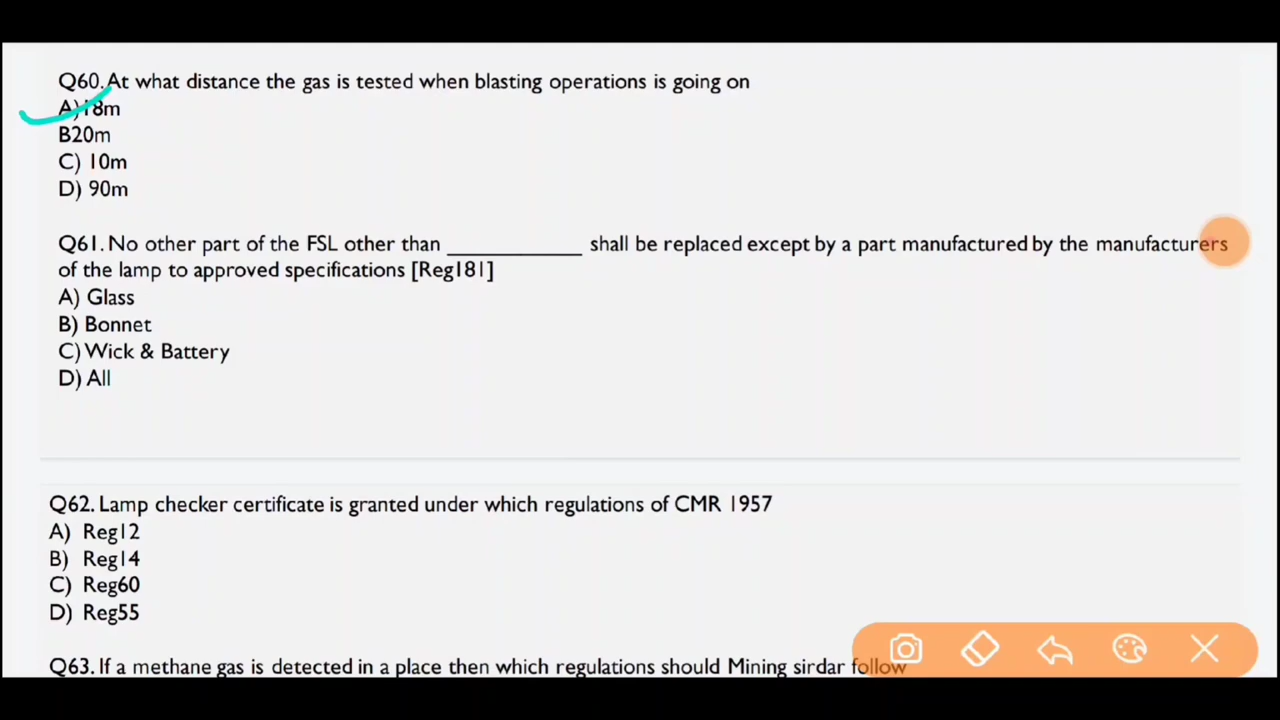 Q60. At what distance the gas is tested when blasting operations is going on
A) 18m
B20m
C) 10m
D) 90m
Q61. No other part of the FSL other than _____________ shall be replaced except by a part manufactured by the manufacturers
of the lamp to approved specifications [Reg181]
A) Glass
B) Bonnet
C) Wick & Battery
D) All
Q62. Lamp checker certificate is granted under which regulations of CMR 1957
A) Reg12
B) Reg14
C) Reg60
D) Reg55
Q63. If a methane gas is detected in a place then which regulations should Mining sirdar follow